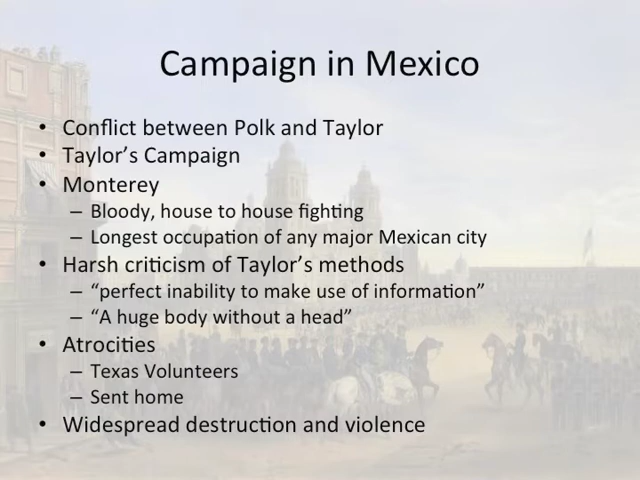 Campaign in Mexico
• Conflict between Polk and Taylor
• Taylor's Campaign
• Monterey
– Bloody, house to house fighting
– Longest occupation of any major Mexican city
• Harsh criticism of Taylor's methods
– "perfect inability to make use of information"
– "A huge body without a head"
• Atrocities
– Texas Volunteers
– Sent home
• Widespread destruction and violence